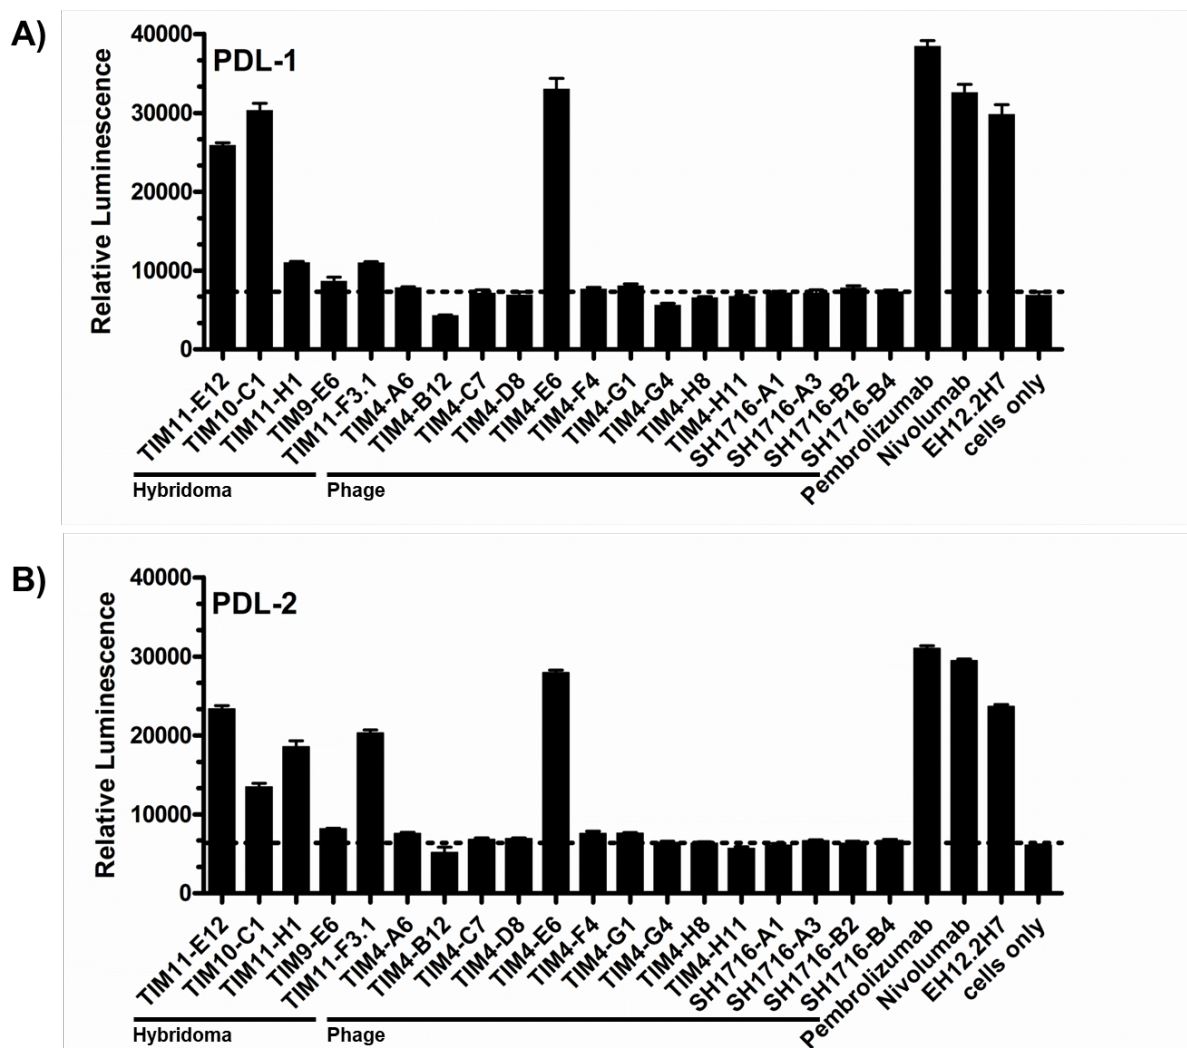 A)
PDL-1
Relative Luminescence
40000
30000
20000
10000
0
TIM11-E12
TIM10-C1
TIM11-H1
TIM9-E6
TIM11-F3.1
TIM4-A6
TIM4-B12
TIM4-C7
TIM4-D8
TIM4-E6
TIM4-F4
TIM4-G1
TIM4-G4
TIM4-H8
TIM4-H11
SH1716-A1
SH1716-A3
SH1716-B2
SH1716-B4
Pembrolizumab
Nivolumab
EH12.2H7
cells only
Hybridoma
Phage
B)
PDL-2
Relative Luminescence
40000
30000
20000
10000
0
TIM11-E12
TIM10-C1
TIM11-H1
TIM9-E6
TIM11-F3.1
TIM4-A6
TIM4-B12
TIM4-C7
TIM4-D8
TIM4-E6
TIM4-F4
TIM4-G1
TIM4-G4
TIM4-H8
TIM4-H11
SH1716-A1
SH1716-A3
SH1716-B2
SH1716-B4
Pembrolizumab
Nivolumab
EH12.2H7
cells only
Hybridoma
Phage